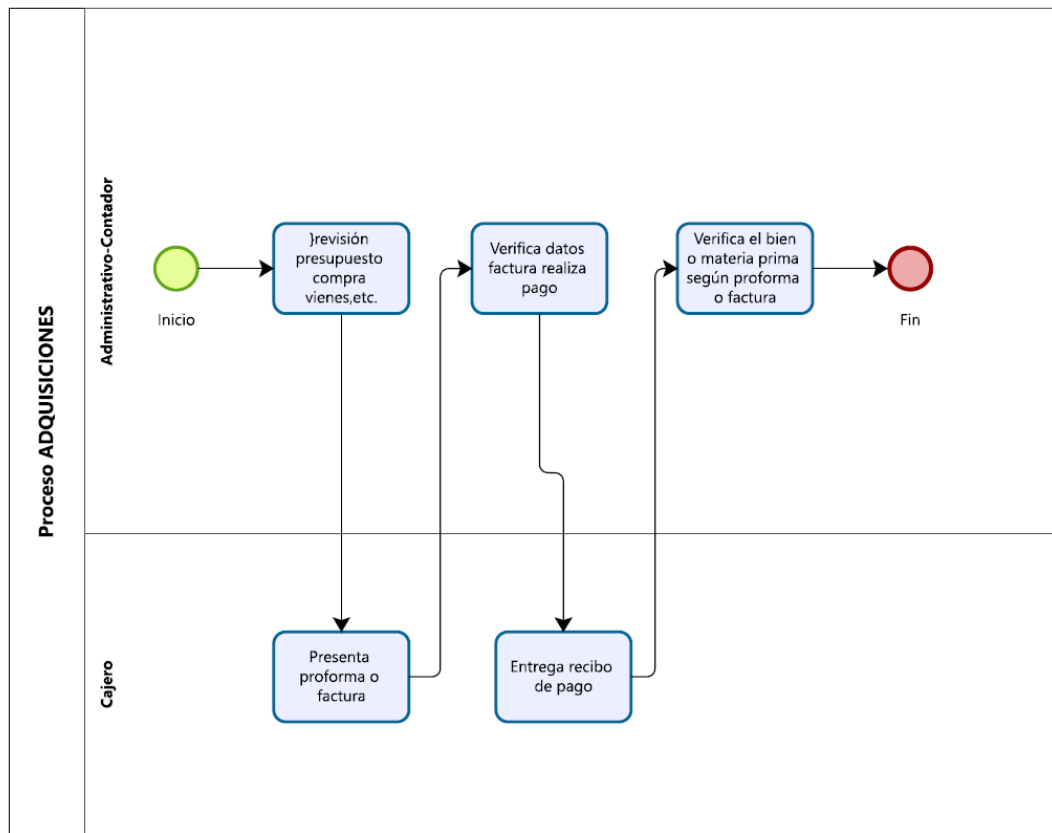 Proceso ADQUISICIONES
Administrativo-Contador
Inicio
}revisión
presupuesto
compra
vienes,etc.
Verifica datos
factura realiza
pago
Verifica el bien
o materia prima
según proforma
o factura
Fin
Cajero
Presenta
proforma o
factura
Entrega recibo
de pago